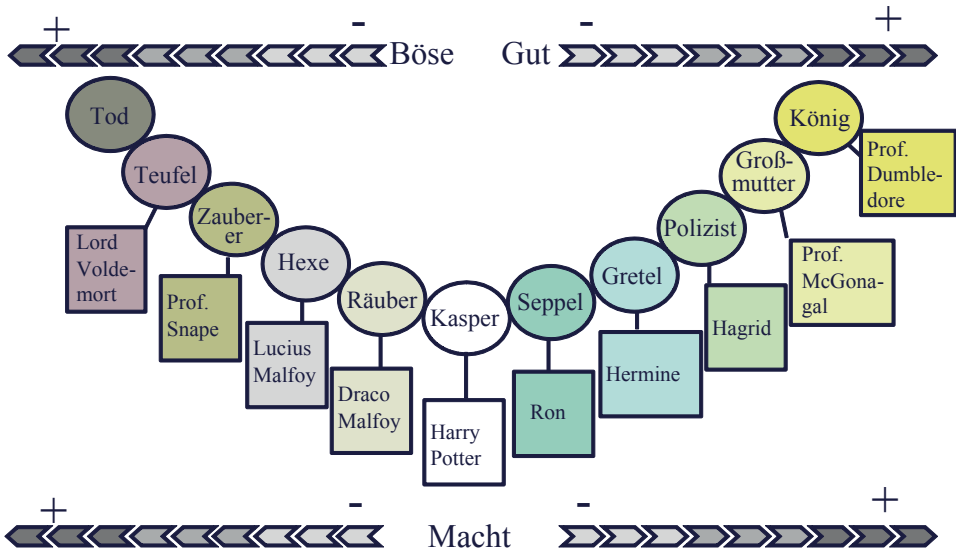 + - - +
Böse Gut
Tod
Teufel
Zauber-
er
Hexe
Räuber
Kasper
Seppel
Gretel
Polizist
Groß-
mutter
König
Lord
Volde-
mort
Prof.
Snape
Lucius
Malfoy
Draco
Malfoy
Harry
Potter
Ron
Hermine
Hagrid
Prof.
McGona-
gal
Prof.
Dumble-
dore
+ - - +
Macht